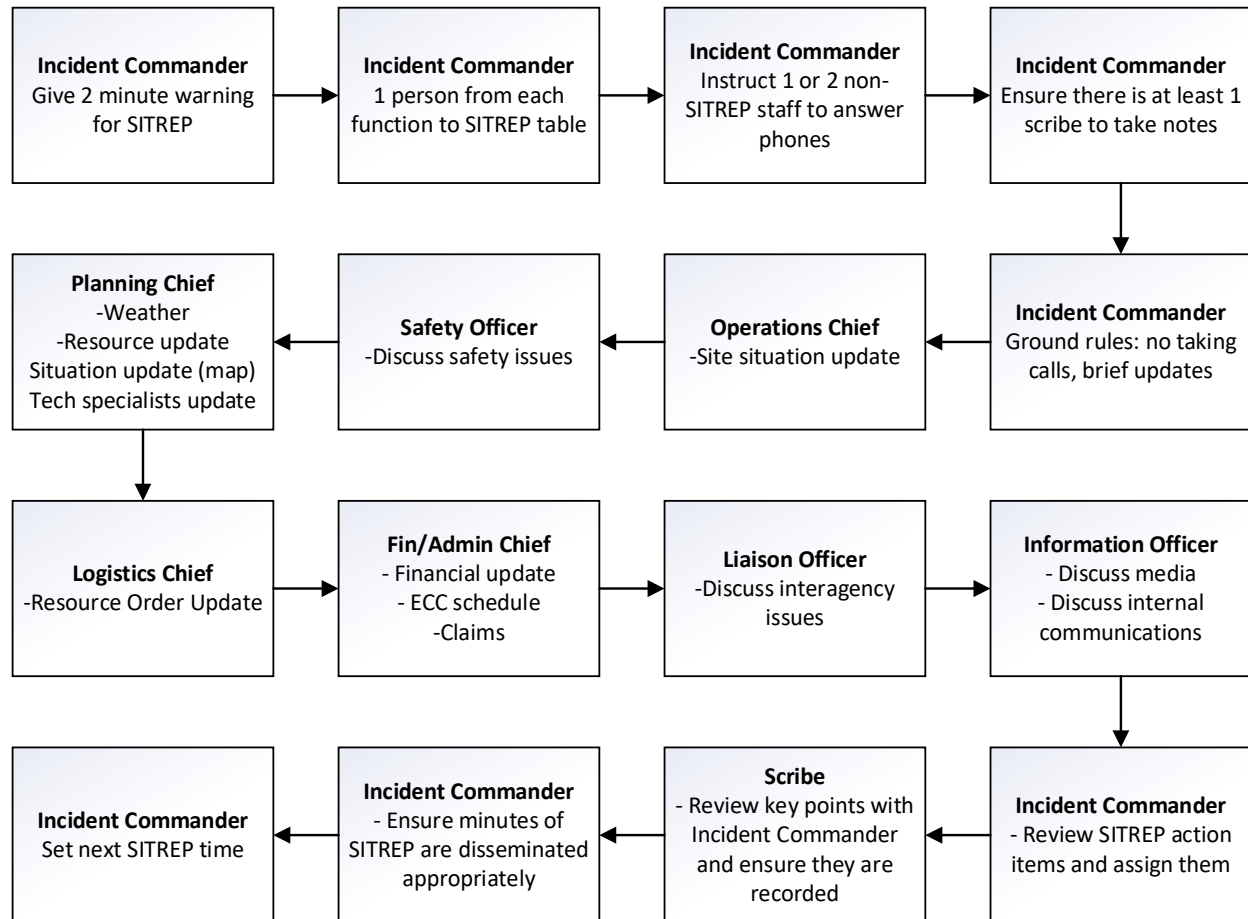 Incident Commander
Give 2 minute warning
for SITREP
Incident Commander
1 person from each
function to SITREP table
Incident Commander
Instruct 1 or 2 non-
SITREP staff to answer
phones
Incident Commander
Ensure there is at least 1
scribe to take notes
Incident Commander
Ground rules: no taking
calls, brief updates
Operations Chief
-Site situation update
Safety Officer
-Discuss safety issues
Planning Chief
-Weather
-Resource update
Situation update (map)
Tech specialists update
Logistics Chief
-Resource Order Update
Fin/Admin Chief
- Financial update
- ECC schedule
-Claims
Liaison Officer
-Discuss interagency
issues
Information Officer
- Discuss media
- Discuss internal
communications
Incident Commander
- Review SITREP action
items and assign them
Scribe
- Review key points with
Incident Commander
and ensure they are
recorded
Incident Commander
- Ensure minutes of
SITREP are disseminated
appropriately
Incident Commander
Set next SITREP time